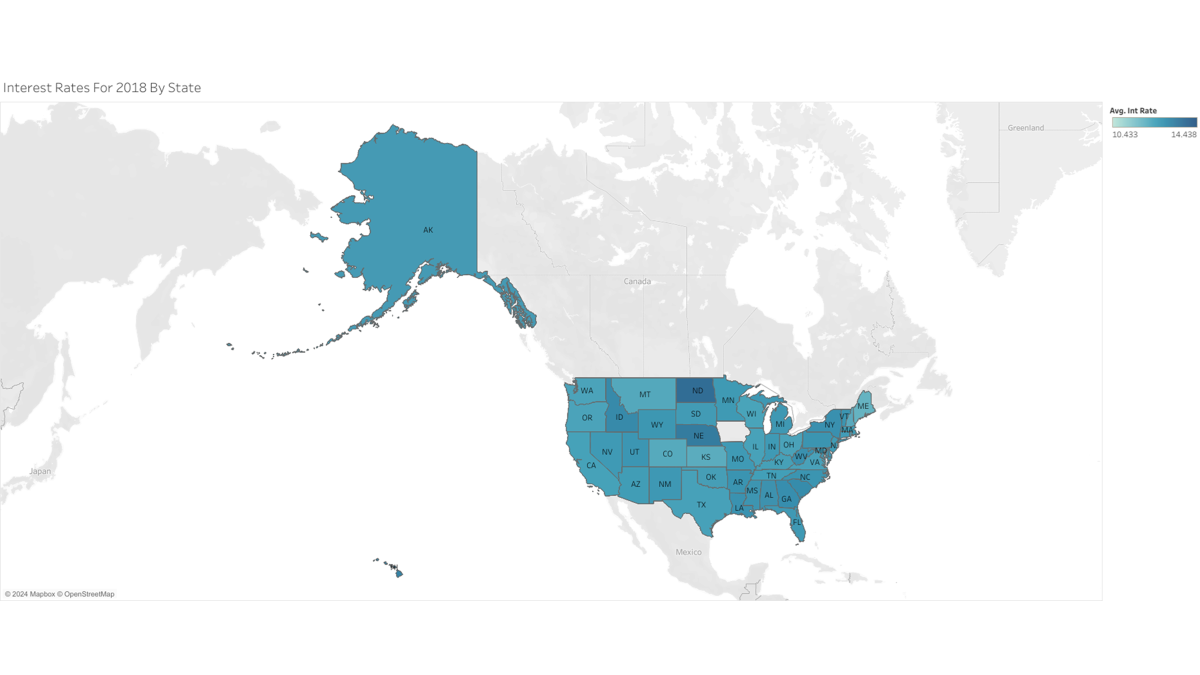 Interest Rates For 2018 By State
Avg. Int Rate
10.433 14.438
Greenland
AK
Canada
WA MT ND ME
OR ID SD MN WI VT
WY MI NY MA
NE
NV UT CO KS IL IN OH
CA MO KY WV VA MD
AZ NM OK AR TN NC
TX MS AL GA
LA FL
Japan
Mexico
© 2024 Mapbox © OpenStreetMap